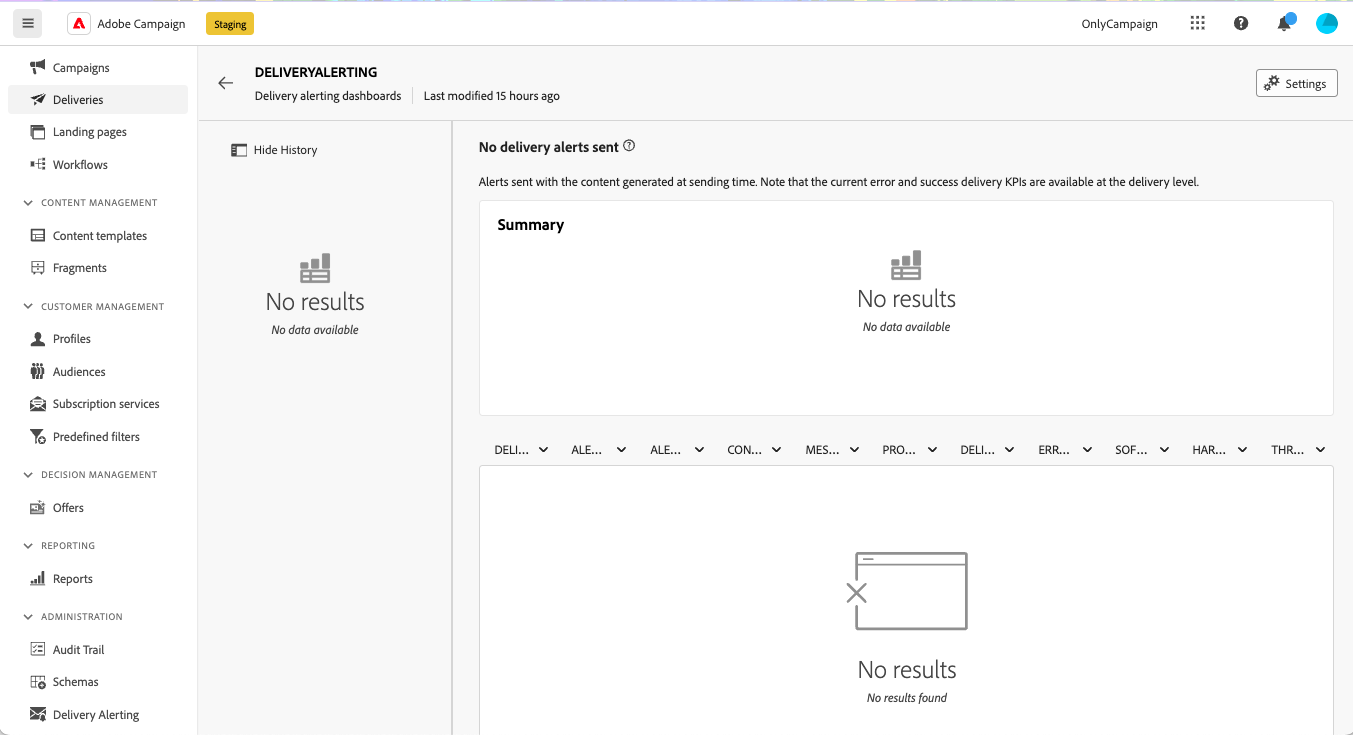 Adobe Campaign
Staging
OnlyCampaign
Campaigns
Deliveries
Landing pages
Workflows
CONTENT MANAGEMENT
Content templates
Fragments
CUSTOMER MANAGEMENT
Profiles
Audiences
Subscription services
Predefined filters
DECISION MANAGEMENT
Offers
REPORTING
Reports
ADMINISTRATION
Audit Trail
Schemas
Delivery Alerting
DELIVERYALERTING
Delivery alerting dashboards Last modified 15 hours ago
Settings
Hide History
No results
No data available
No delivery alerts sent
Alerts sent with the content generated at sending time. Note that the current error and success delivery KPIs are available at the delivery level.
Summary
No results
No data available
DELI... ALE... ALE... CON... MES... PRO... DELI... ERR... SOF... HAR... THR...
No results
No results found